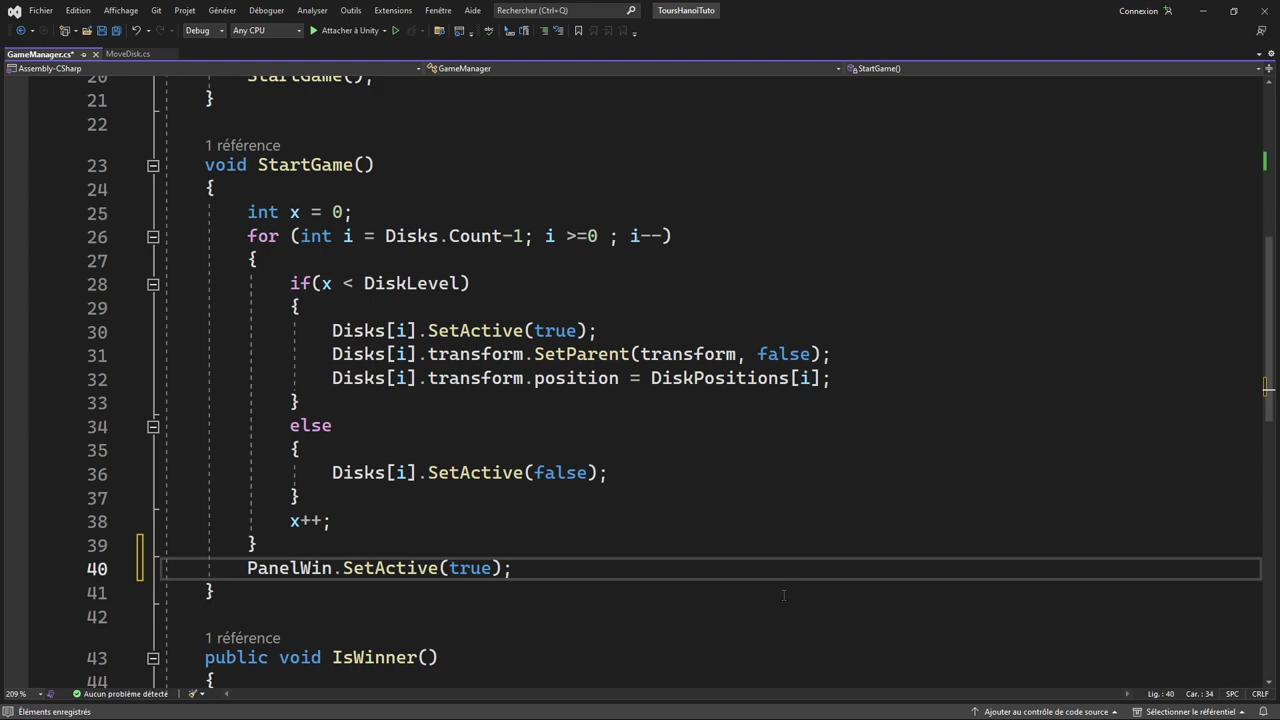 Fichier Edition Affichage Git Projet Générer Déboguer Analyser Outils Extensions Fenêtre Aide Rechercher (Ctrl+Q) ToursHanoiTuto Connexion
Debug Any CPU Attacher à Unity
GameManager.cs* MoveDisk.cs
Assembly-CSharp GameManager StartGame()
20 StartGame();
21 }
22
1 référence
23 void StartGame()
24 {
25 int x = 0;
26 for (int i = Disks.Count-1; i >=0 ; i--)
27 {
28 if(x < DiskLevel)
29 {
30 Disks[i].SetActive(true);
31 Disks[i].transform.SetParent(transform, false);
32 Disks[i].transform.position = DiskPositions[i];
33 }
34 else
35 {
36 Disks[i].SetActive(false);
37 }
38 x++;
39 }
40 PanelWin.SetActive(true);
41 }
42
1 référence
43 public void IsWinner()
44 {
209 % Aucun problème détecté Lig. : 40 Car. : 34 SPC CRLF
Éléments enregistrés Ajouter au contrôle de code source Sélectionner le référentiel